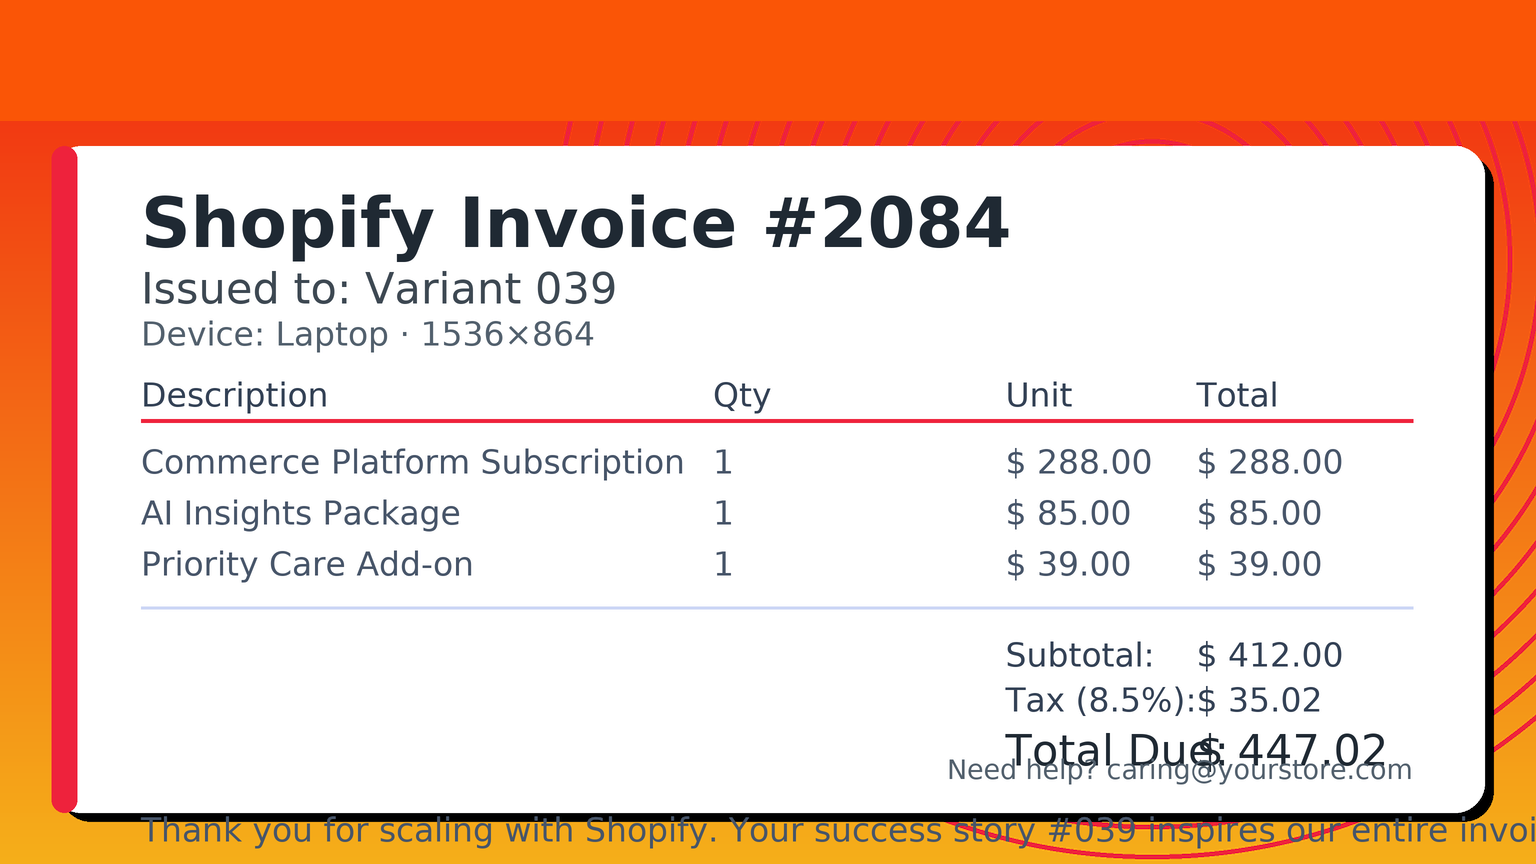 Shopify Invoice #2084
Issued to: Variant 039
Device: Laptop · 1536×864
Description Qty Unit Total
Commerce Platform Subscription 1 $ 288.00 $ 288.00
AI Insights Package 1 $ 85.00 $ 85.00
Priority Care Add-on 1 $ 39.00 $ 39.00
Subtotal: $ 412.00
Tax (8.5%): $ 35.02
Total Due: $ 447.02
Need help? caring@yourstore.com
Thank you for scaling with Shopify. Your success story #039 inspires our entire